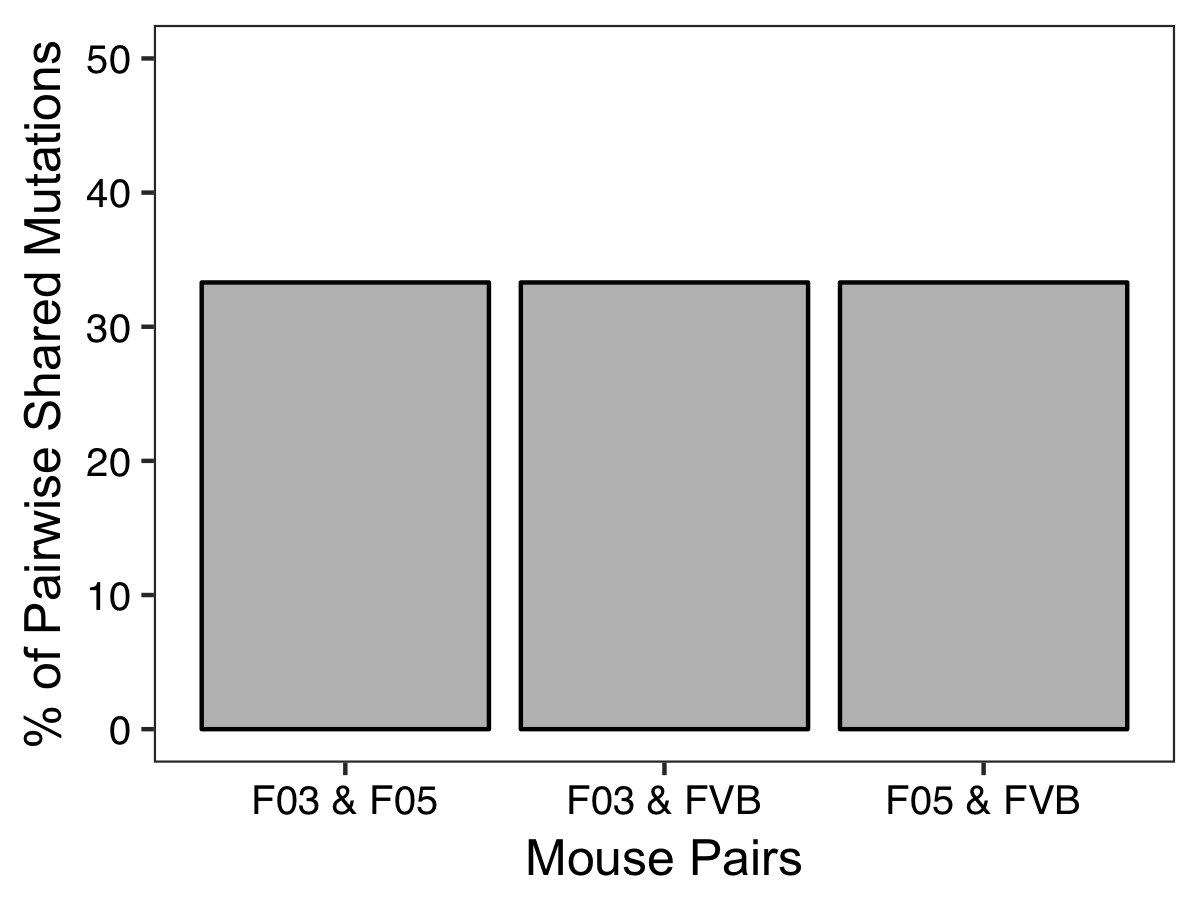 % of Pairwise Shared Mutations
50
40
30
20
10
0
F03 & F05
F03 & FVB
F05 & FVB
Mouse Pairs